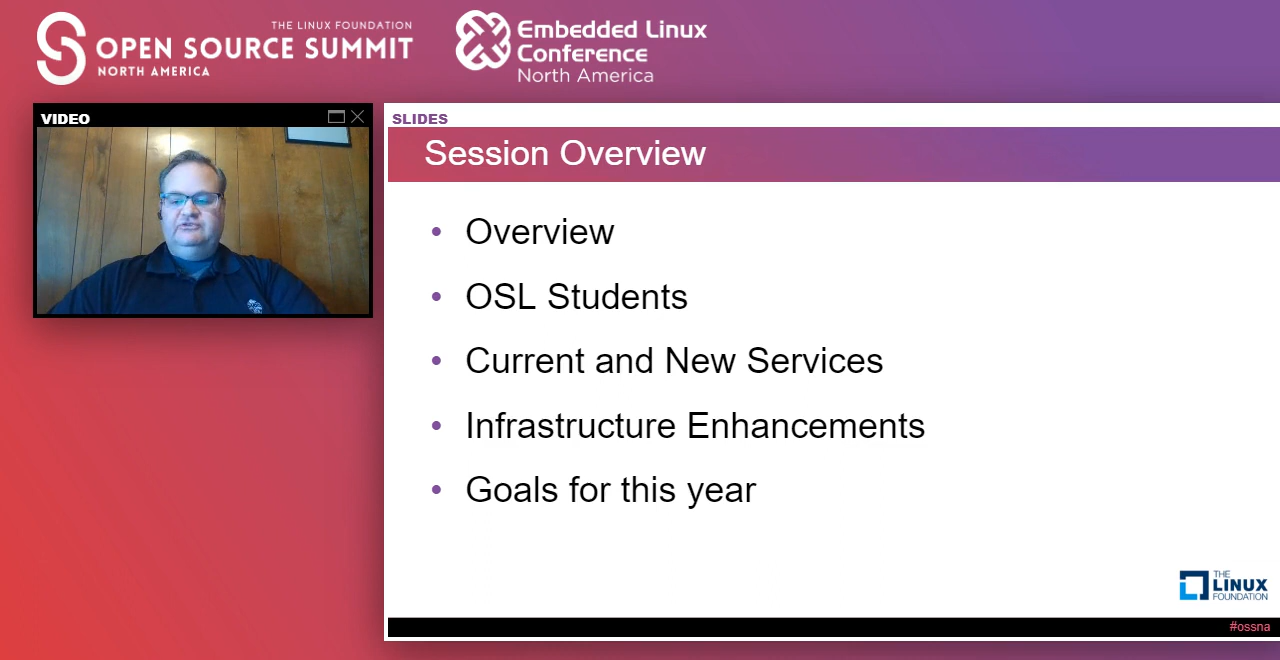 THE LINUX FOUNDATION
OPEN SOURCE SUMMIT
NORTH AMERICA
Embedded Linux
Conference
North America
VIDEO
SLIDES
Session Overview
• Overview
• OSL Students
• Current and New Services
• Infrastructure Enhancements
• Goals for this year
THE
LINUX
FOUNDATION
#ossna